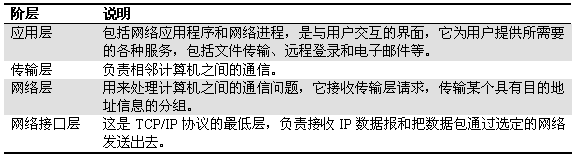 阶层 说明
应用层 包括网络应用程序和网络进程，是与用户交互的界面，它为用户提供所需要
的各种服务，包括文件传输、远程登录和电子邮件等。
传输层 负责相邻计算机之间的通信。
网络层 用来处理计算机之间的通信问题，它接收传输层请求，传输某个具有目的地
址信息的分组。
网络接口层 这是 TCP/IP 协议的最低层，负责接收 IP 数据报和把数据包通过选定的网络
发送出去。